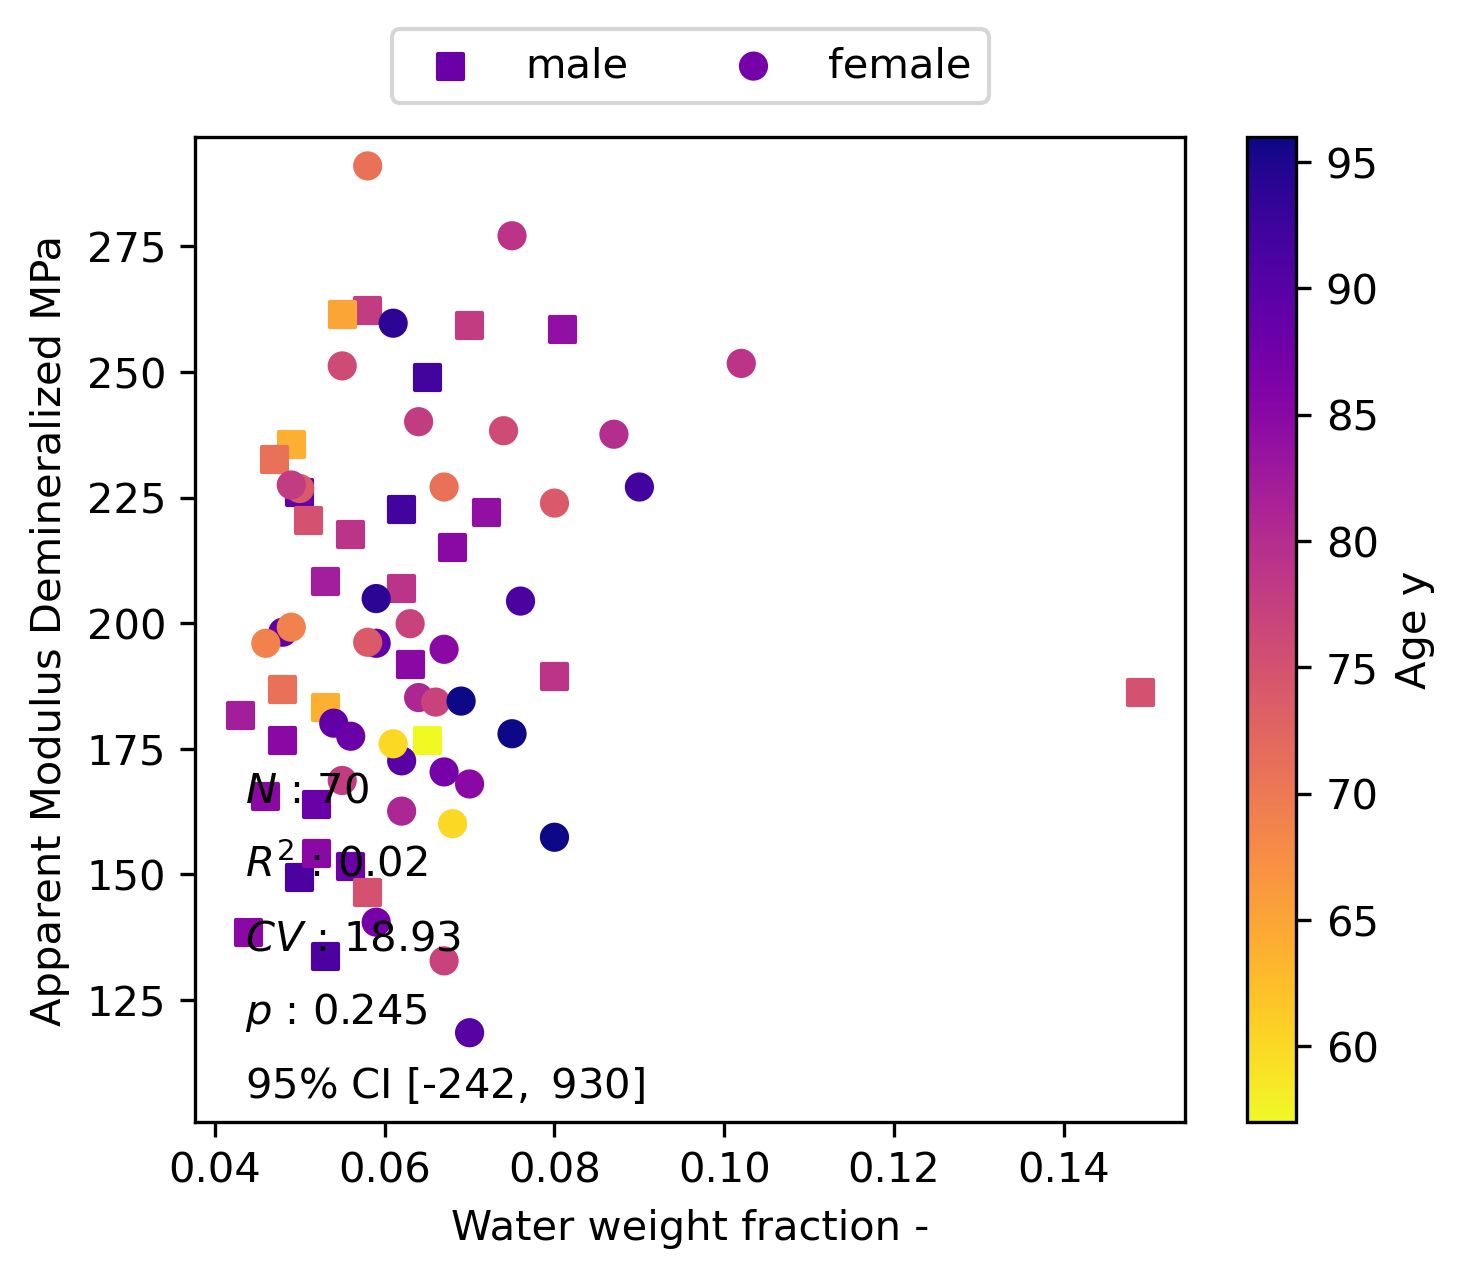 male female
275
250
225
200
175
150
125
Apparent Modulus Demineralized MPa
N : 70
R² : 0.02
CV : 18.93
p : 0.245
95% CI [-242, 930]
0.04 0.06 0.08 0.10 0.12 0.14
Water weight fraction -
95
90
85
80
75
70
65
60
Age y